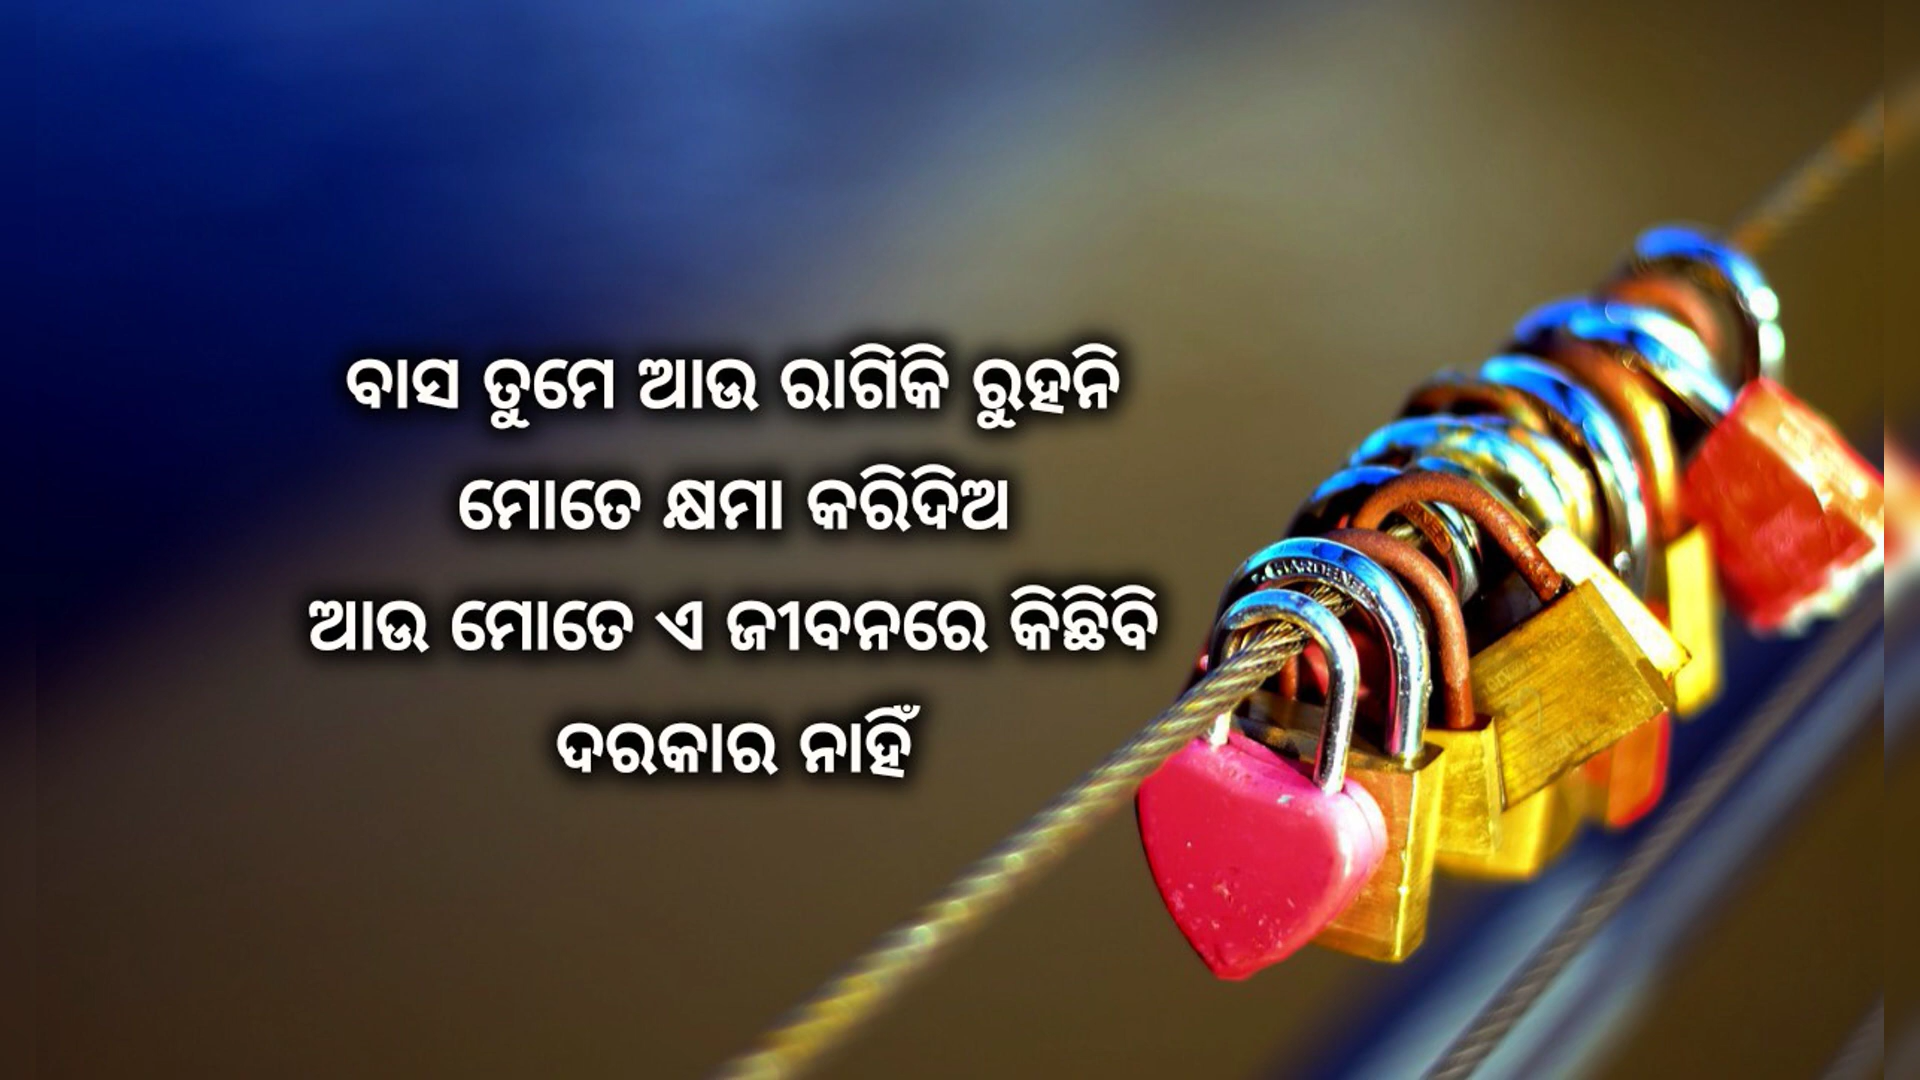 ବାସ ତୁମେ ଆଉ ରାଗିକି ରୁହନି
ମୋତେ କ୍ଷମା କରିଦିଅ
ଆଉ ମୋତେ ଏ ଜୀବନରେ କିଛିବି
ଦରକାର ନାହିଁ